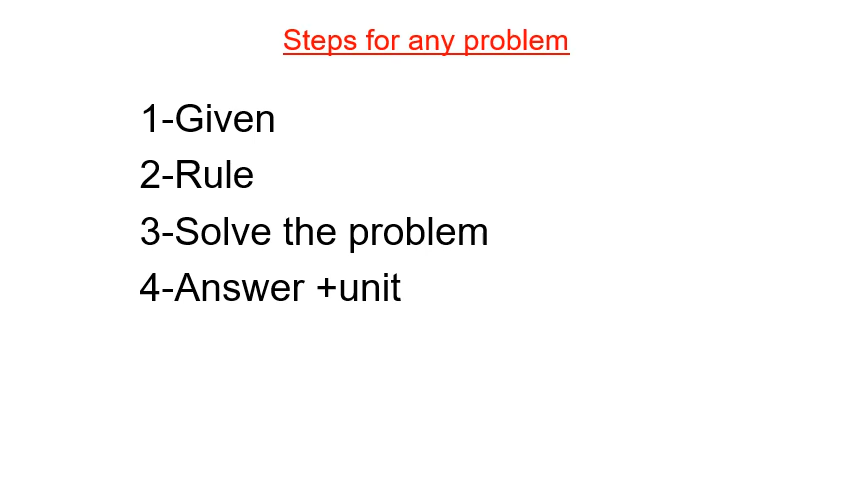 Steps for any problem
1-Given
2-Rule
3-Solve the problem
4-Answer +unit